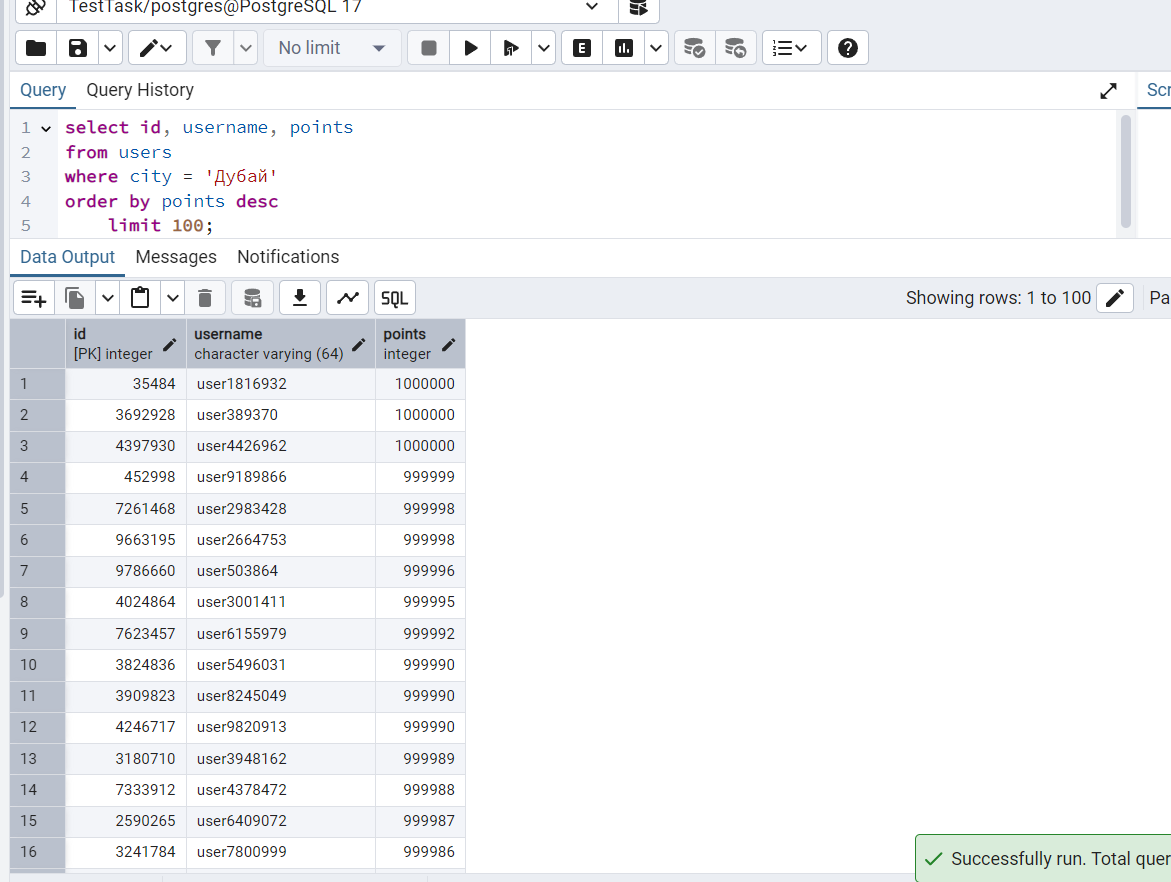 TestTask/postgres@PostgreSQL 17
No limit
E
Query Query History
Scr
1 select id, username, points
2 from users
3 where city = 'Дубай'
4 order by points desc
5 limit 100;
Data Output Messages Notifications
SQL Showing rows: 1 to 100 Pa
id username points
[PK] integer character varying (64) integer
1 35484 user1816932 1000000
2 3692928 user389370 1000000
3 4397930 user4426962 1000000
4 452998 user9189866 999999
5 7261468 user2983428 999998
6 9663195 user2664753 999998
7 9786660 user503864 999996
8 4024864 user3001411 999995
9 7623457 user6155979 999992
10 3824836 user5496031 999990
11 3909823 user8245049 999990
12 4246717 user9820913 999990
13 3180710 user3948162 999989
14 7333912 user4378472 999988
15 2590265 user6409072 999987
16 3241784 user7800999 999986
Successfully run. Total quer